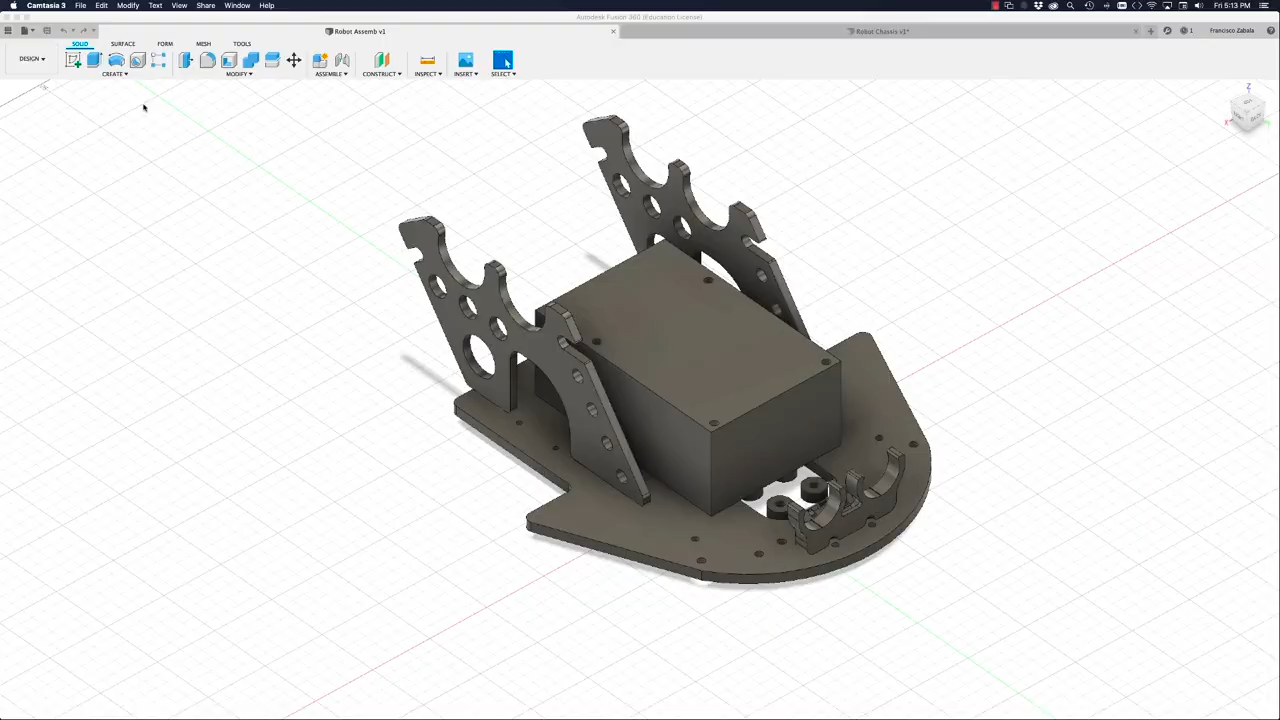 Camtasia 3 File Edit Modify Text View Share Window Help Fri 5:13 PM
Autodesk Fusion 360 (Education License)
Robot Assemb v1 Robot Chassis v1* 1 Francisco Zabala
SOLID SURFACE FORM MESH TOOLS
DESIGN
CREATE MODIFY ASSEMBLE CONSTRUCT INSPECT INSERT SELECT
Z
X